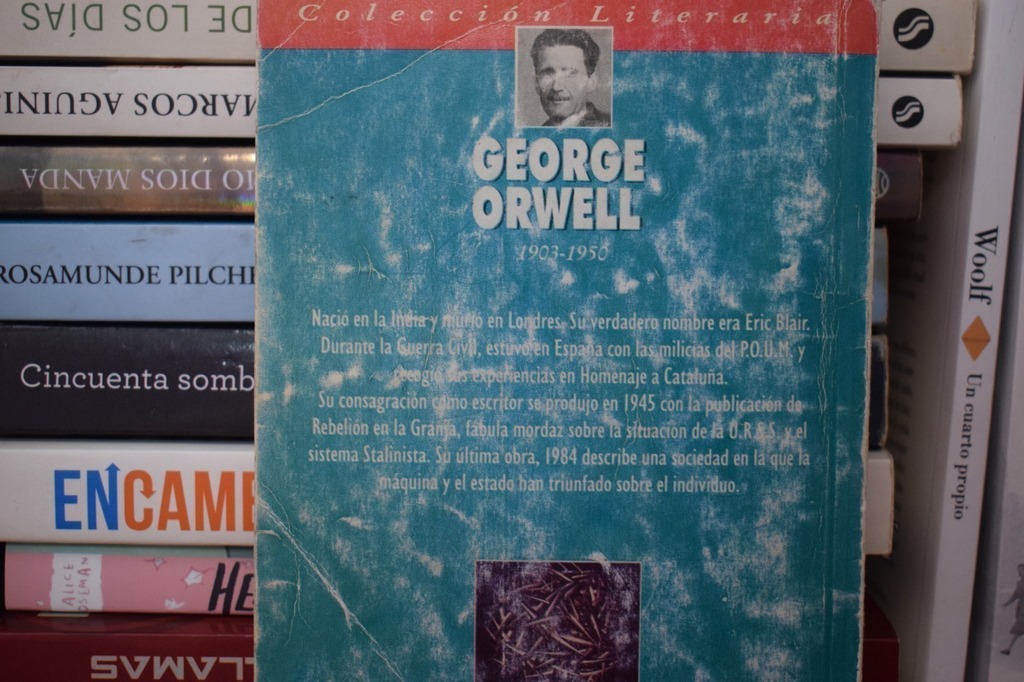 Colección Literaria
GEORGE
ORWELL
1903-1950
Nació en la India y murió en Londres. Su verdadero nombre era Eric Blair.
Durante la Guerra Civil, estuvo en España con las milicias del P.O.U.M. y
recogió sus experiencias en Homenaje a Cataluña.
Su consagración como escritor se produjo en 1945 con la publicación de
Rebelión en la Granja, fábula mordaz sobre la situación de la U.R.S.S. y el
sistema Stalinista. Su última obra, 1984 describe una sociedad en la que la
máquina y el estado han triunfado sobre el individuo.
DE LOS DÍAS
MARCOS AGUINI
IO DIOS MANDA
ROSAMUNDE PILCHE
Cincuenta somb
ENCAMB
ALICE
OSEMAN
HE
LLAMAS
Woolf
Un cuarto propio